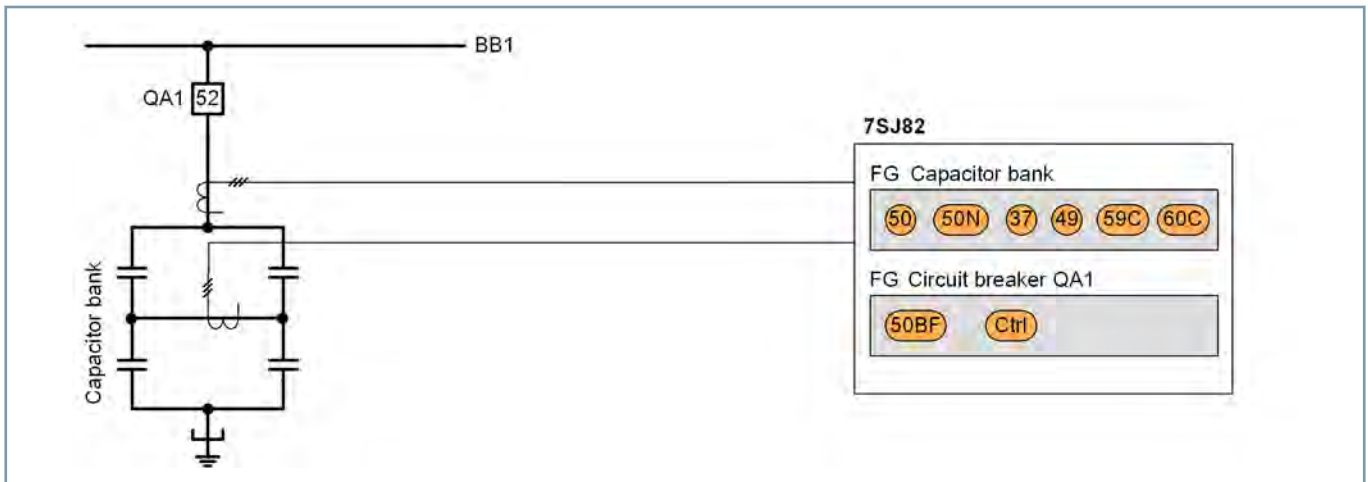 BB1
QA1 52
7SJ82
FG Capacitor bank
50 50N 37 49 59C 60C
FG Circuit breaker QA1
50BF Ctrl
Capacitor bank